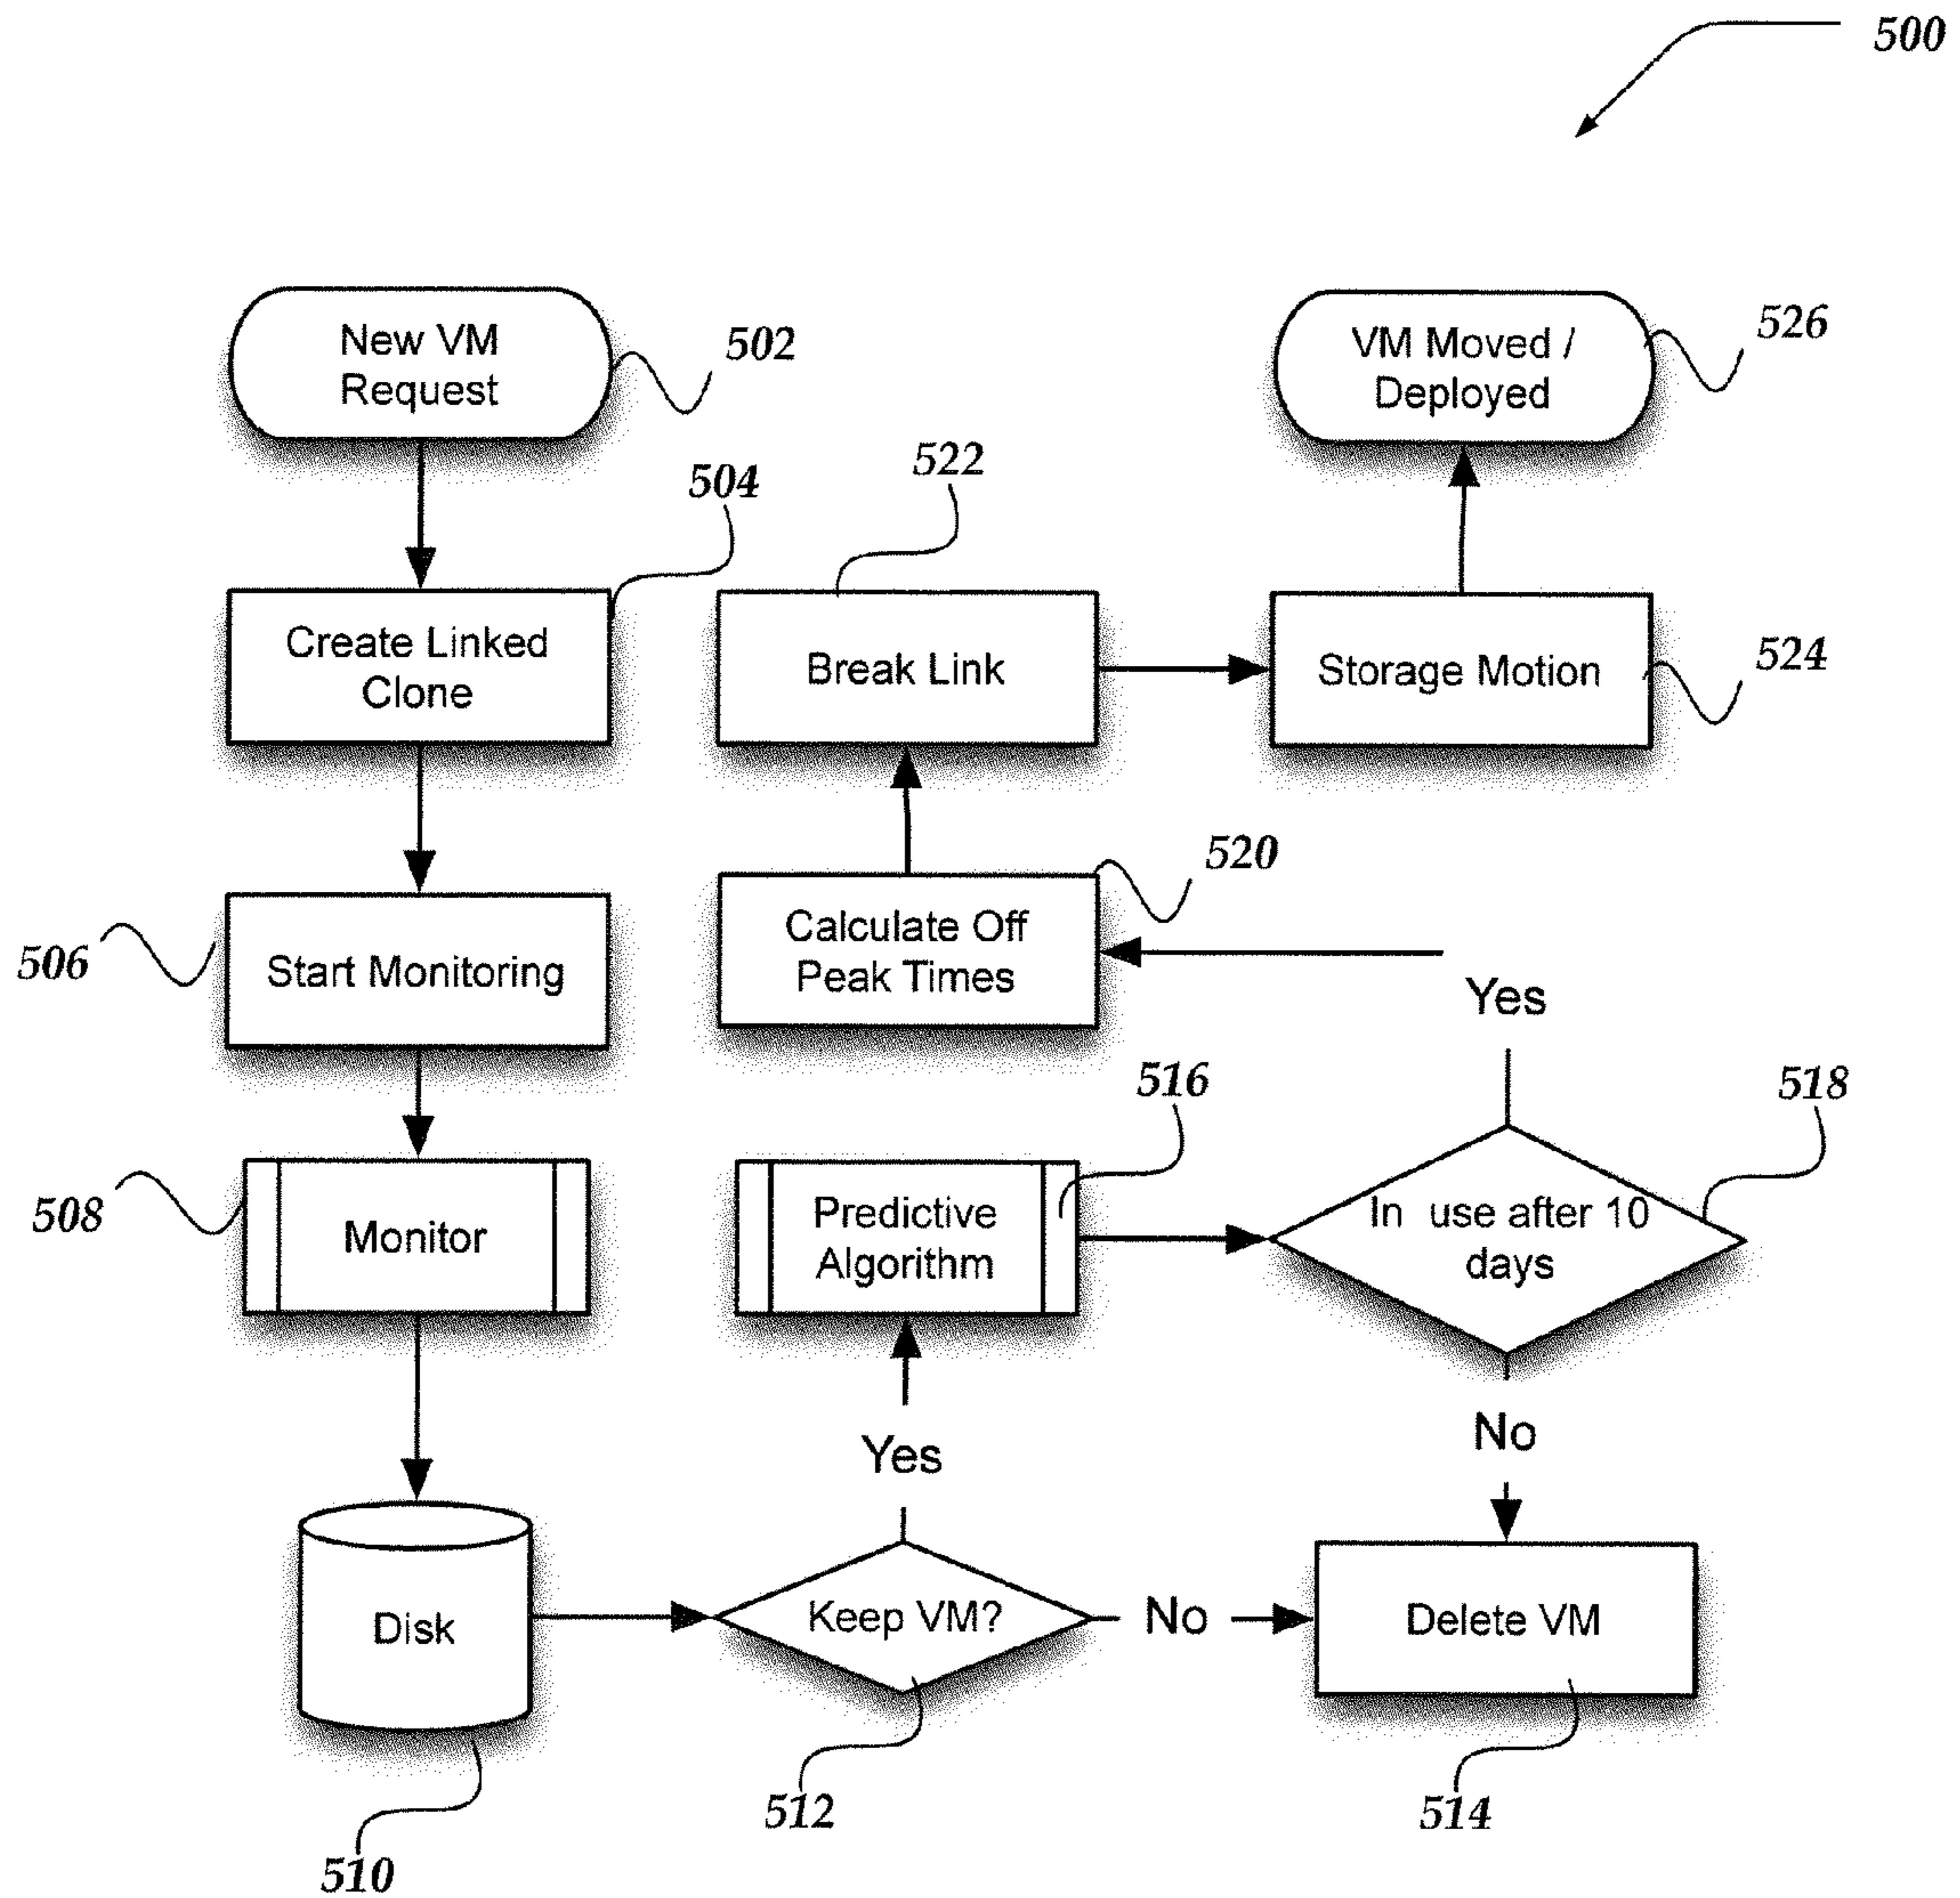 500
New VM
Request
502
VM Moved /
Deployed
526
504
522
Create Linked
Clone
Break Link
Storage Motion
524
506
Start Monitoring
520
Calculate Off
Peak Times
Yes
508
Monitor
516
Predictive
Algorithm
518
In use after 10
days
Yes
No
Disk
510
Keep VM?
512
No
Delete VM
514